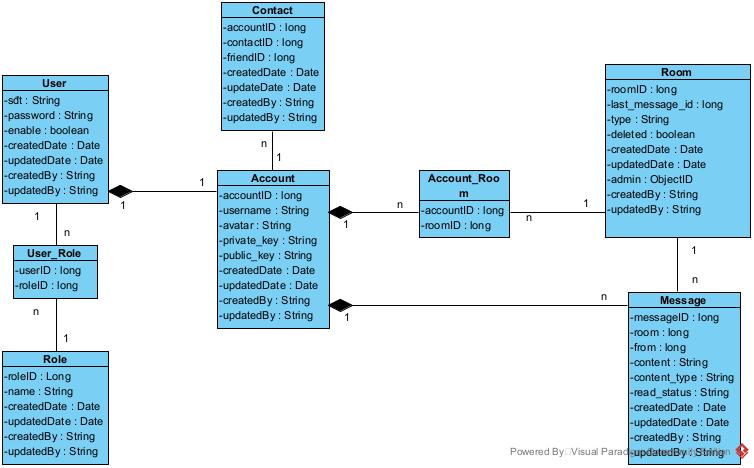 Contact
-accountID : long
-contactID : long
-friendID : long
-createdDate : Date
-updateDate : Date
-createdBy : String
-updatedBy : String
n
1
User
-sđt : String
-password : String
-enable : boolean
-createdDate : Date
-updatedDate : Date
-createdBy : String
-updatedBy : String
1
1
1
n
User_Role
-userID : long
-roleID : long
n
1
Role
-roleID : Long
-name : String
-createdDate : Date
-updatedDate : Date
-createdBy : String
-updatedBy : String
Account
-accountID : long
-username : String
-avatar : String
-private_key : String
-public_key : String
-createdDate : Date
-updatedDate : Date
-createdBy : String
-updatedBy : String
1
n
1
n
Account_Roo
m
-accountID : long
-roomID : long
n
1
Room
-roomID : long
-last_message_id : long
-type : String
-deleted : boolean
-createdDate : Date
-updatedDate : Date
-admin : ObjectID
-createdBy : String
-updatedBy : String
1
n
Message
-messageID : long
-room : long
-from : long
-content : String
-content_type : String
-read_status : String
-createdDate : Date
-updatedDate : Date
-createdBy : String
-updatedBy : String
Powered By Visual Paradigm Community Edition